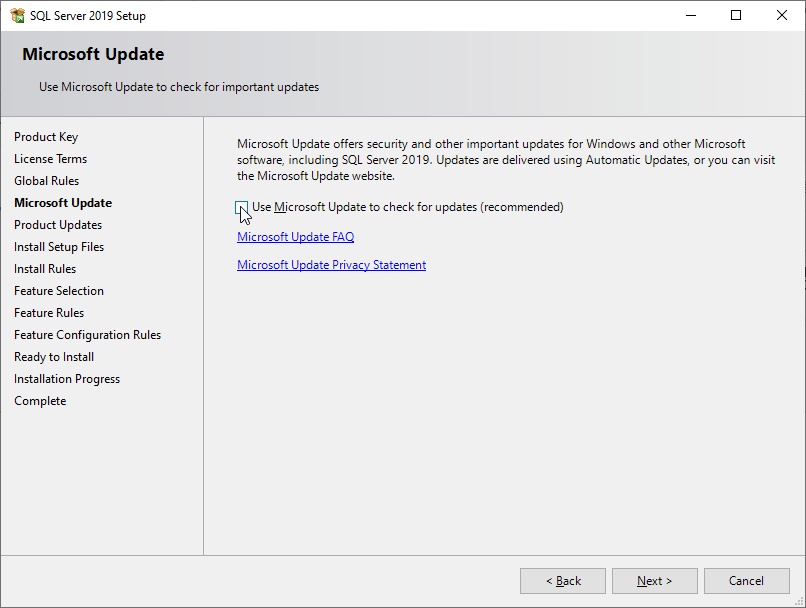 SQL Server 2019 Setup
Microsoft Update
Use Microsoft Update to check for important updates
Product Key
License Terms
Global Rules
Microsoft Update
Product Updates
Install Setup Files
Install Rules
Feature Selection
Feature Rules
Feature Configuration Rules
Ready to Install
Installation Progress
Complete
Microsoft Update offers security and other important updates for Windows and other Microsoft
software, including SQL Server 2019. Updates are delivered using Automatic Updates, or you can visit
the Microsoft Update website.
Use Microsoft Update to check for updates (recommended)
Microsoft Update FAQ
Microsoft Update Privacy Statement
< Back
Next >
Cancel